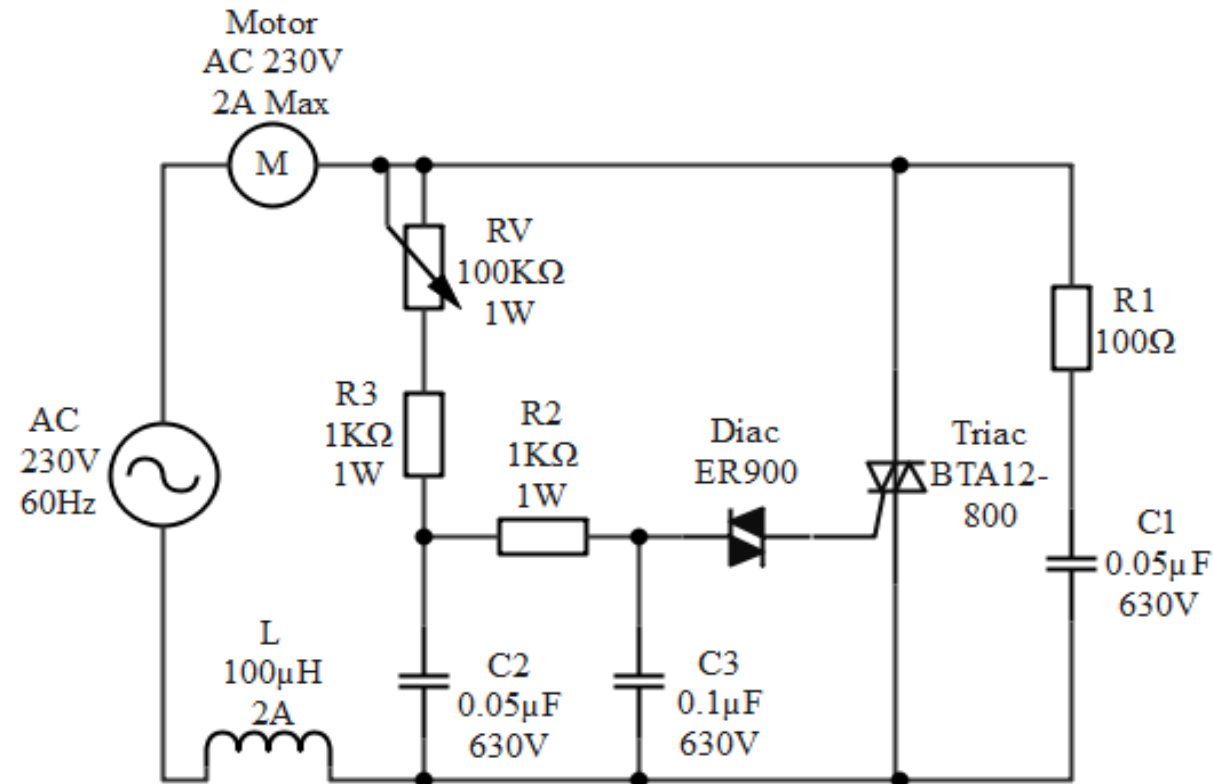 Motor
AC 230V
2A Max
M
RV
100KΩ
1W
R1
100Ω
R3
1KΩ
1W
R2
1KΩ
1W
Diac
ER900
Triac
BTA12-
800
AC
230V
60Hz
C1
0.05μF
630V
L
100μH
2A
C2
0.05μF
630V
C3
0.1μF
630V